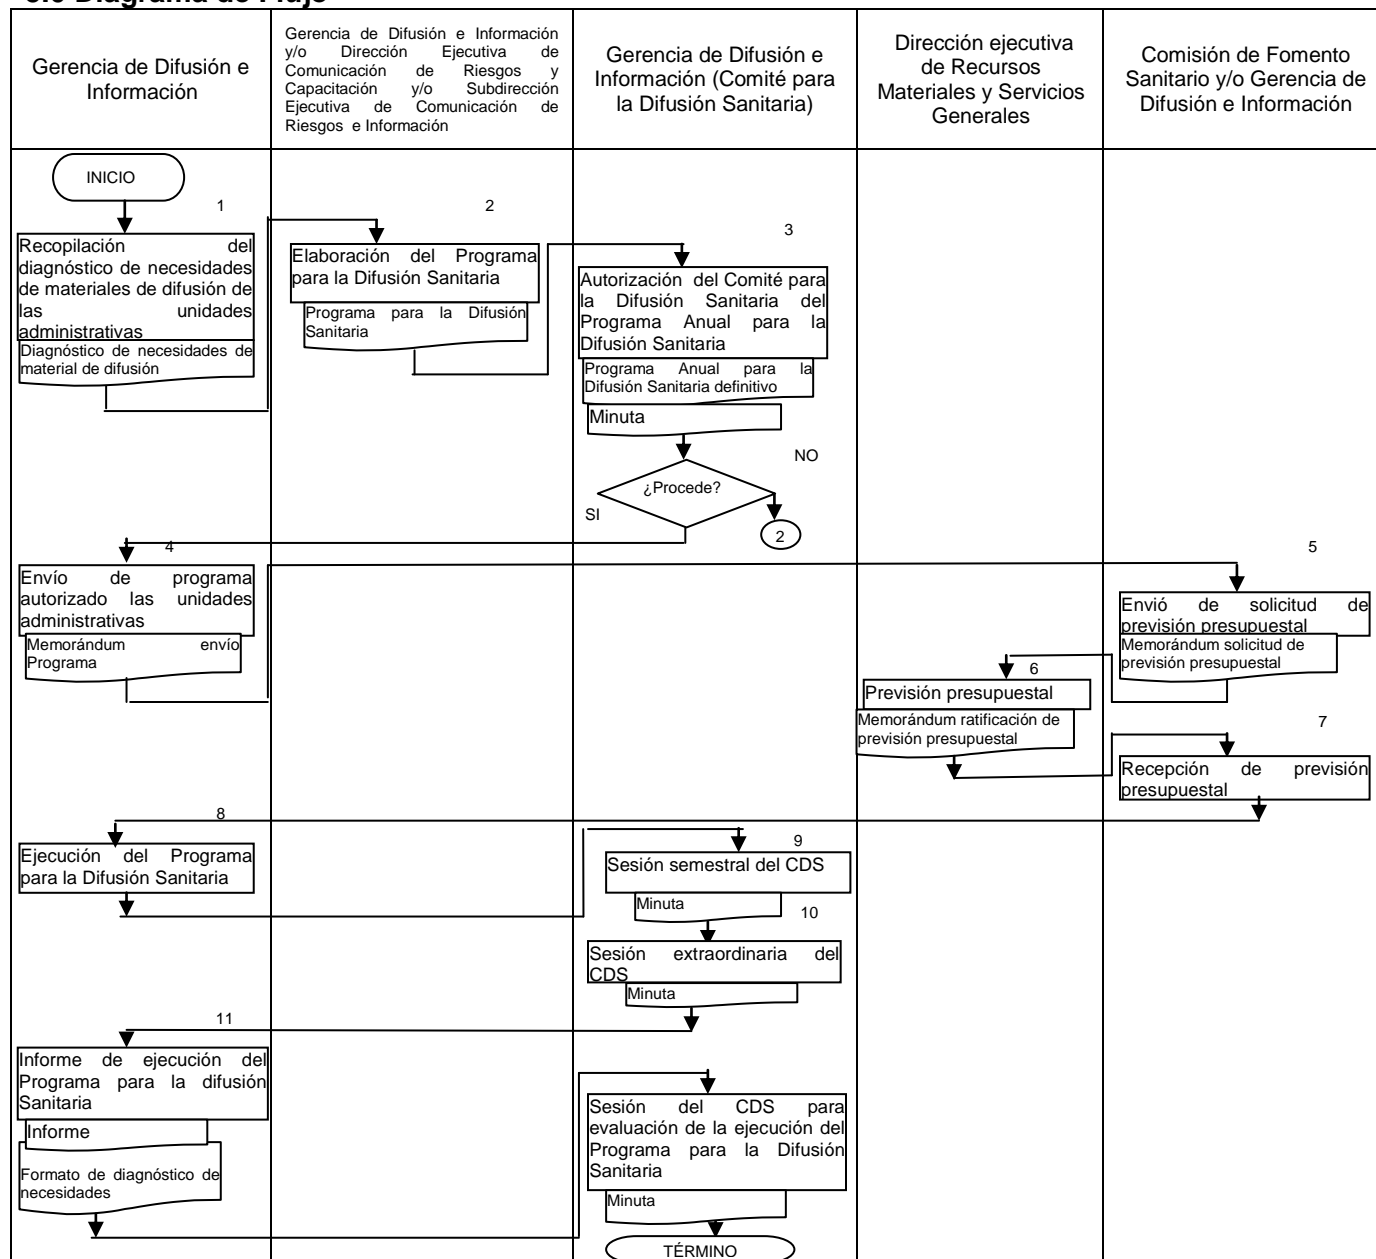 5.0 Diagrama de Flujo
Gerencia de Difusión e
Información
Gerencia de Difusión e Información
y/o Dirección Ejecutiva de
Comunicación de Riesgos y
Capacitación y/o Subdirección
Ejecutiva de Comunicación de
Riesgos e Información
Gerencia de Difusión e
Información (Comité para
la Difusión Sanitaria)
Dirección ejecutiva
de Recursos
Materiales y Servicios
Generales
Comisión de Fomento
Sanitario y/o Gerencia de
Difusión e Información
INICIO
1
Recopilación del
diagnóstico de necesidades
de materiales de difusión de
las unidades
administrativas
Diagnóstico de necesidades de
material de difusión
2
Elaboración del Programa
para la Difusión Sanitaria
Programa para la Difusión
Sanitaria
3
Autorización del Comité para
la Difusión Sanitaria del
Programa Anual para la
Difusión Sanitaria
Programa Anual para la
Difusión Sanitaria definitivo
Minuta
¿Procede?
NO
SI
2
4
Envío de programa
autorizado las unidades
administrativas
Memorándum envío
Programa
5
Envió de solicitud de
previsión presupuestal
Memorándum solicitud de
previsión presupuestal
6
Previsión presupuestal
Memorándum ratificación de
previsión presupuestal
7
Recepción de previsión
presupuestal
8
Ejecución del Programa
para la Difusión Sanitaria
9
Sesión semestral del CDS
Minuta
10
Sesión extraordinaria del
CDS
Minuta
11
Informe de ejecución del
Programa para la difusión
Sanitaria
Informe
Formato de diagnóstico de
necesidades
Sesión del CDS para
evaluación de la ejecución del
Programa para la Difusión
Sanitaria
Minuta
TÉRMINO